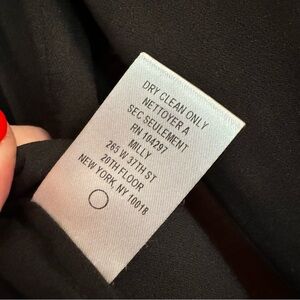 DRY CLEAN ONLY
NETTOYER A
SEC SEULEMENT
RN 104297
MILLY
265 W 37TH ST
20TH FLOOR
NEW YORK, NY 10018